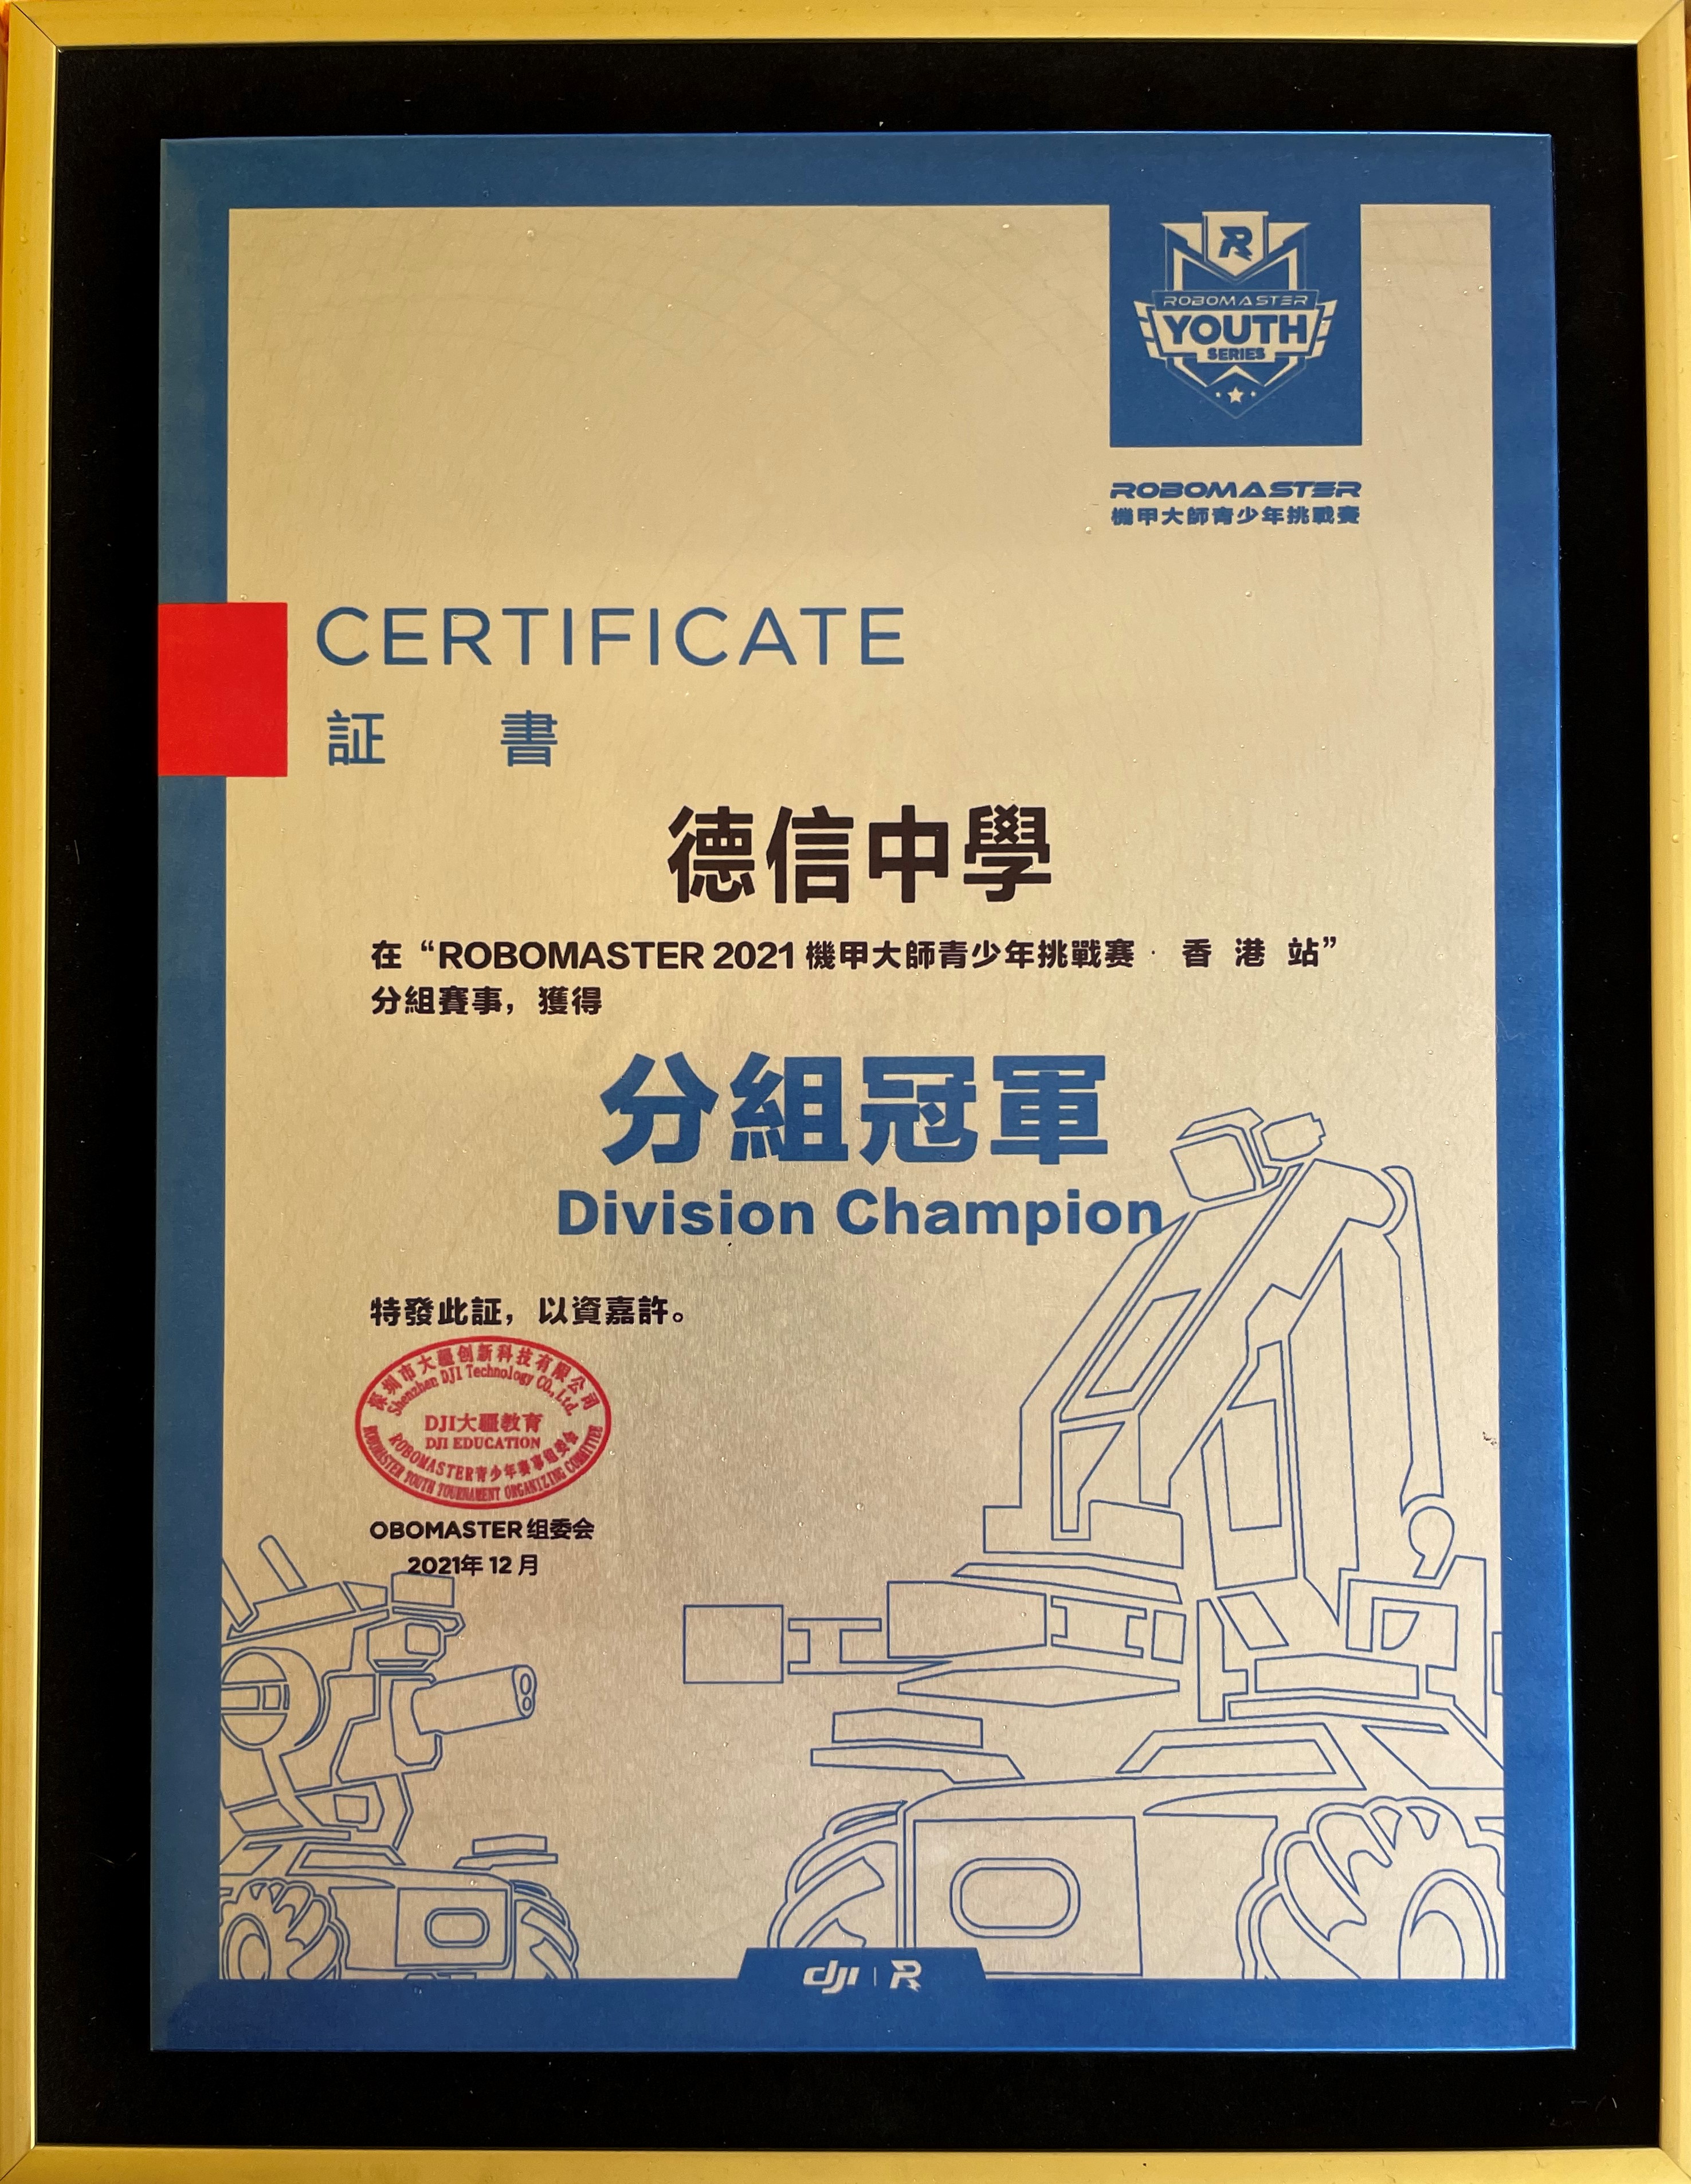 R
ROBOMASTER
YOUTH
SERIES
ROBOMASTER
機甲大師青少年挑戰賽
CERTIFICATE
証 書
德信中學
在“ROBOMASTER 2021 機甲大師青少年挑戰賽 · 香 港 站”
分組賽事，獲得
分組冠軍
Division Champion
特發此証，以資嘉許。
深圳市大疆创新科技有限公司
Shenzhen DJI Technology CO., Ltd.
DJI大疆教育
DJI EDUCATION
ROBOMASTER青少年赛事组委会
ROBOMASTER YOUTH TOURNAMENT ORGANIZING COMMITTEE
OBOMASTER 组委会
2021年 12 月
dji R